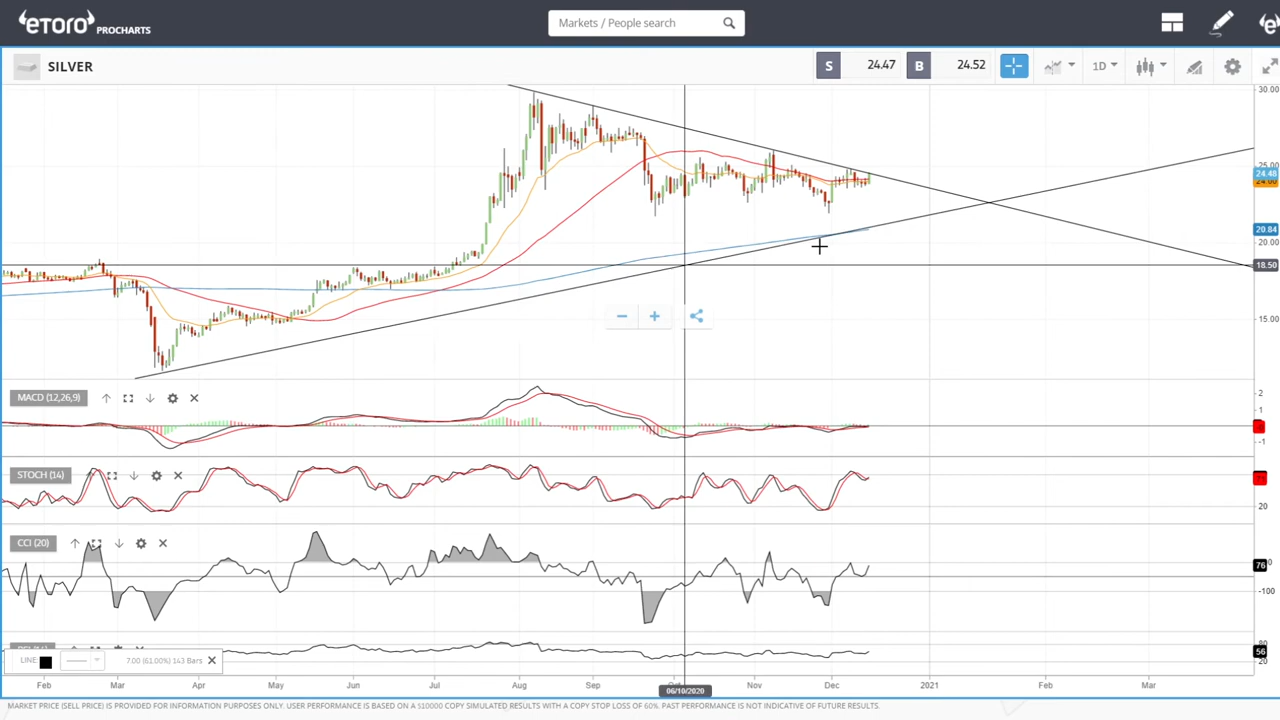 eToro PROCHARTS
Markets / People search
SILVER
S 24.47 B 24.52
1D
30.00
25.00
24.48
20.84
20.00
18.50
15.00
MACD (12,26,9)
2
1
-1
STOCH (14)
20
CCI (20)
76
-100
80
LINE 7.00 (61.00%) 143 Bars
56
20
Feb Mar Apr May Jun Jul Aug Sep Nov Dec 2021 Feb Mar
06/10/2020
MARKET PRICE (SELL PRICE) IS PROVIDED FOR INFORMATION PURPOSES ONLY. USER PERFORMANCE IS BASED ON A $10000 COPY SIMULATED RESULTS WITH A COPY STOP LOSS OF 60%. PAST PERFORMANCE IS NOT INDICATIVE OF FUTURE RESULTS.